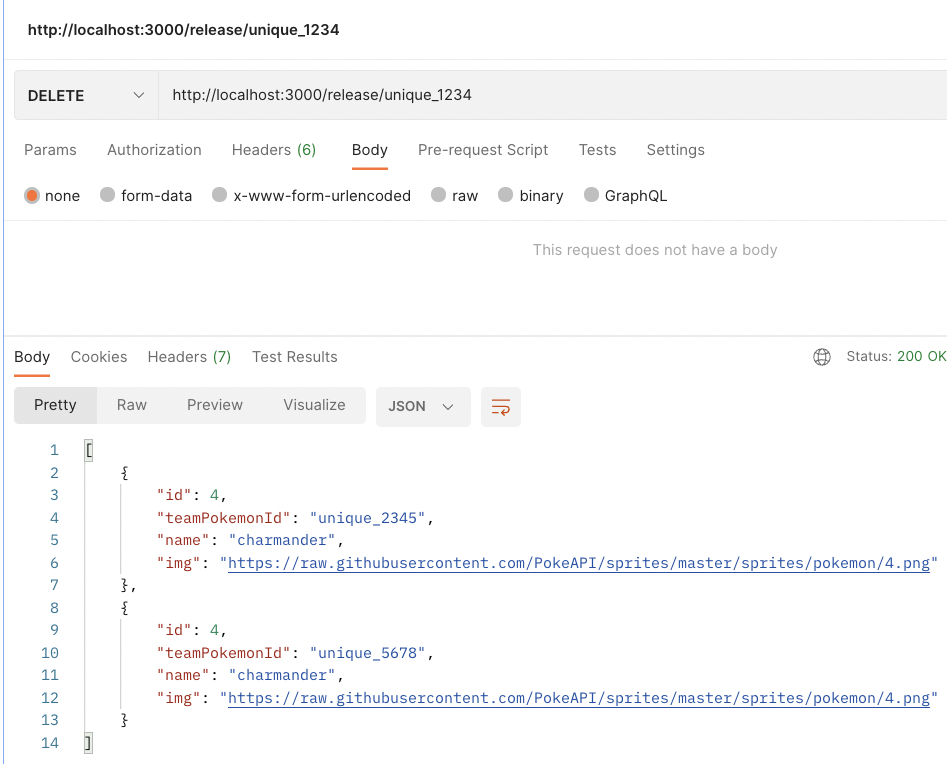 http://localhost:3000/release/unique_1234
DELETE http://localhost:3000/release/unique_1234
Params Authorization Headers (6) Body Pre-request Script Tests Settings
none form-data x-www-form-urlencoded raw binary GraphQL
This request does not have a body
Body Cookies Headers (7) Test Results Status: 200 OK
Pretty Raw Preview Visualize JSON
1 [
2 {
3 "id": 4,
4 "teamPokemonId": "unique_2345",
5 "name": "charmander",
6 "img": "https://raw.githubusercontent.com/PokeAPI/sprites/master/sprites/pokemon/4.png"
7 },
8 {
9 "id": 4,
10 "teamPokemonId": "unique_5678",
11 "name": "charmander",
12 "img": "https://raw.githubusercontent.com/PokeAPI/sprites/master/sprites/pokemon/4.png"
13 }
14 ]